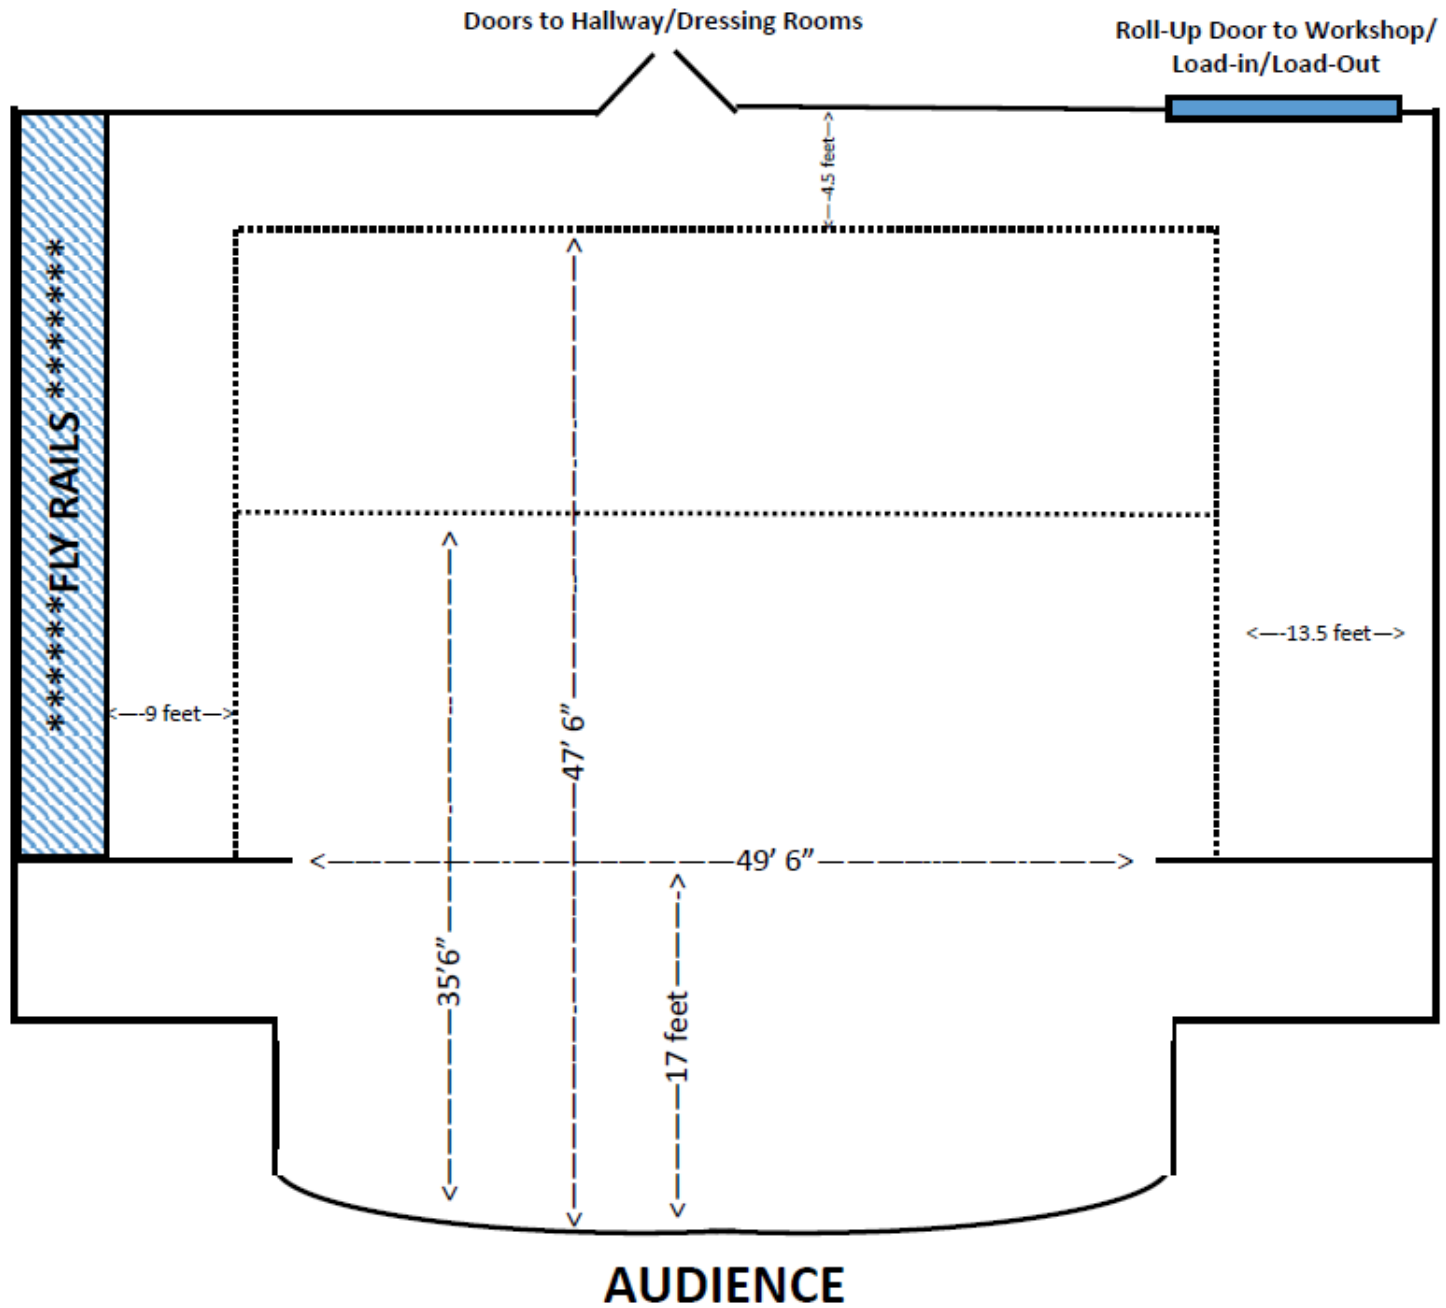 Doors to Hallway/Dressing Rooms
Roll-Up Door to Workshop/
Load-in/Load-Out
<—-4.5 feet—>
******FLY RAILS *******
<—-13.5 feet—>
<—-9 feet—>
47’ 6”
49’ 6”
35’6”
17 feet
AUDIENCE